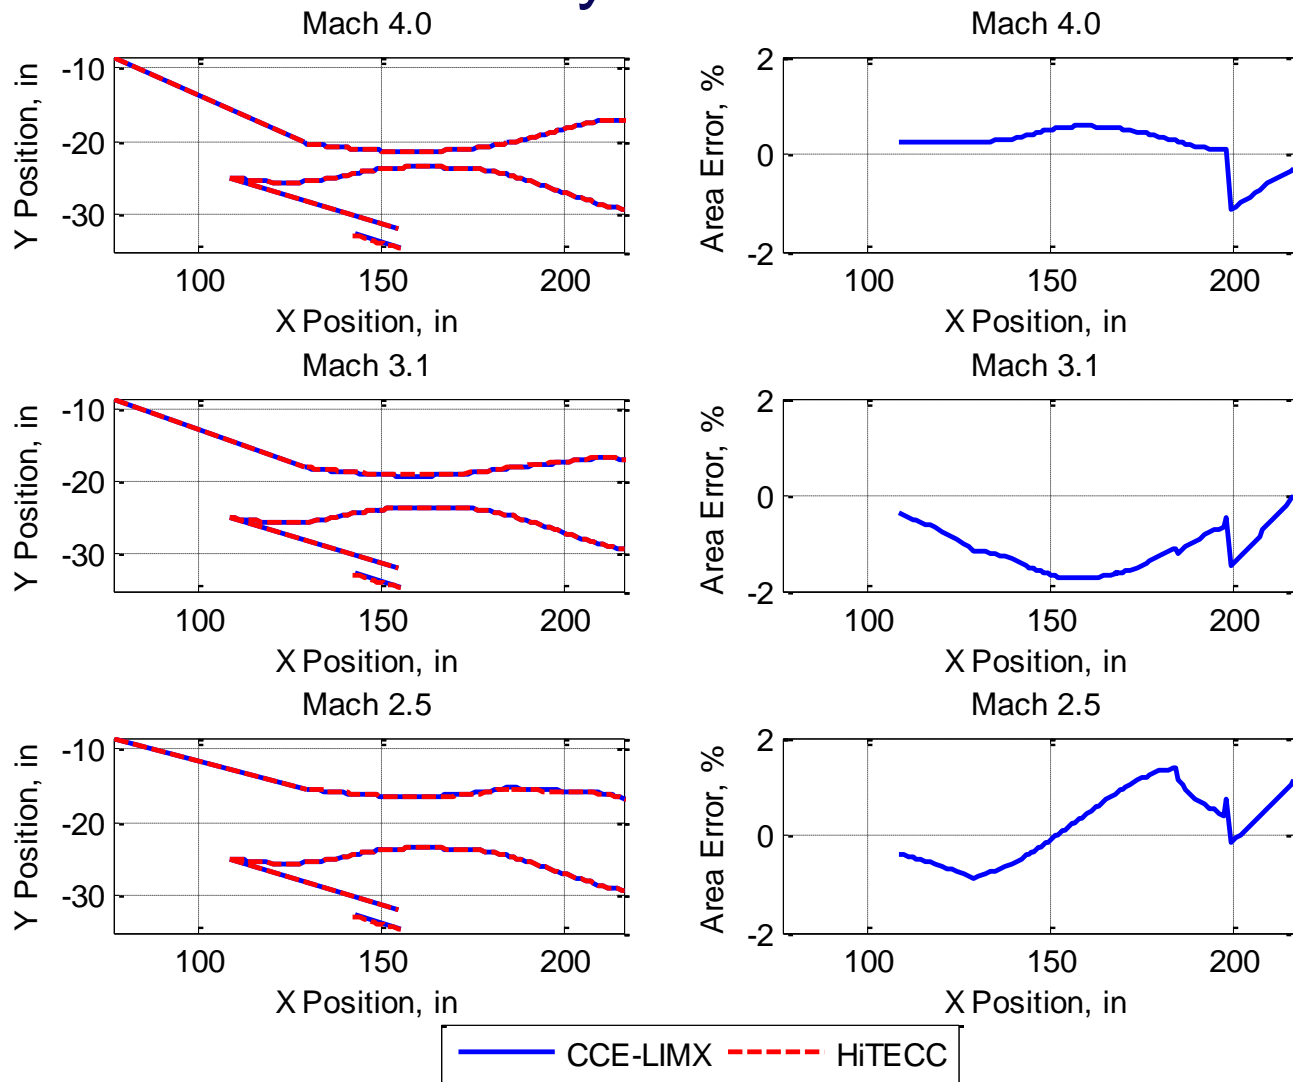 y
Mach 4.0
-10
-20
-30
Y Position, in
100 150 200
X Position, in
Mach 4.0
2
0
-2
Area Error, %
100 150 200
X Position, in
Mach 3.1
-10
-20
-30
Y Position, in
100 150 200
X Position, in
Mach 3.1
2
0
-2
Area Error, %
100 150 200
X Position, in
Mach 2.5
-10
-20
-30
Y Position, in
100 150 200
X Position, in
Mach 2.5
2
0
-2
Area Error, %
100 150 200
X Position, in
CCE-LIMX HiTECC